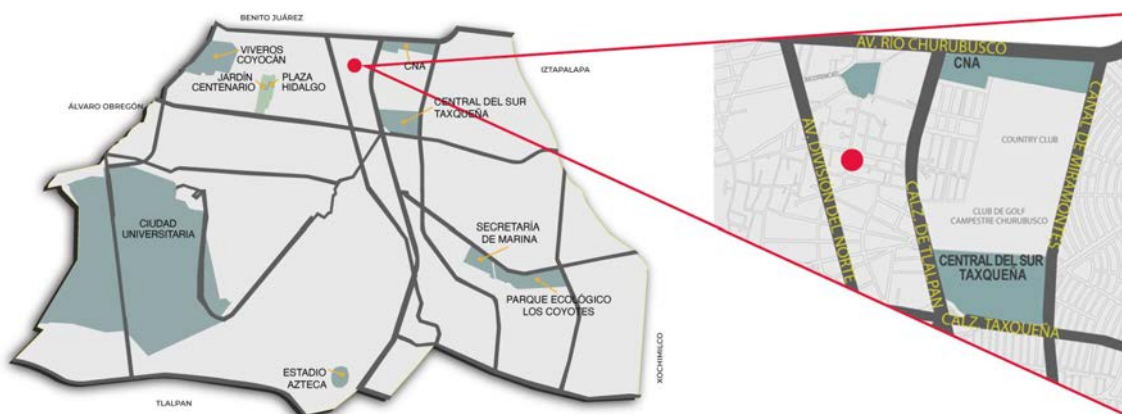 BENITO JUÁREZ
VIVEROS
COYOCÁN
JARDÍN
CENTENARIO
PLAZA
HIDALGO
CNA
IZTAPALAPA
ÁLVARO OBREGÓN
CENTRAL DEL SUR
TAXQUEÑA
CIUDAD
UNIVERSITARIA
SECRETARÍA
DE MARINA
PARQUE ECOLÓGICO
LOS COYOTES
ESTADIO
AZTECA
TLALPAN
XOCHIMILCO
AV. RIO CHURUBUSCO
CNA
CANAL DE MIRAMONTES
COUNTRY CLUB
AV. DIVISIÓN DEL NORTE
CALZ. DE TLALPAN
CLUB DE GOLF
CAMPESTRE CHURUBUSCO
CENTRAL DEL SUR
TAXQUEÑA
CALZ. TAXQUEÑA